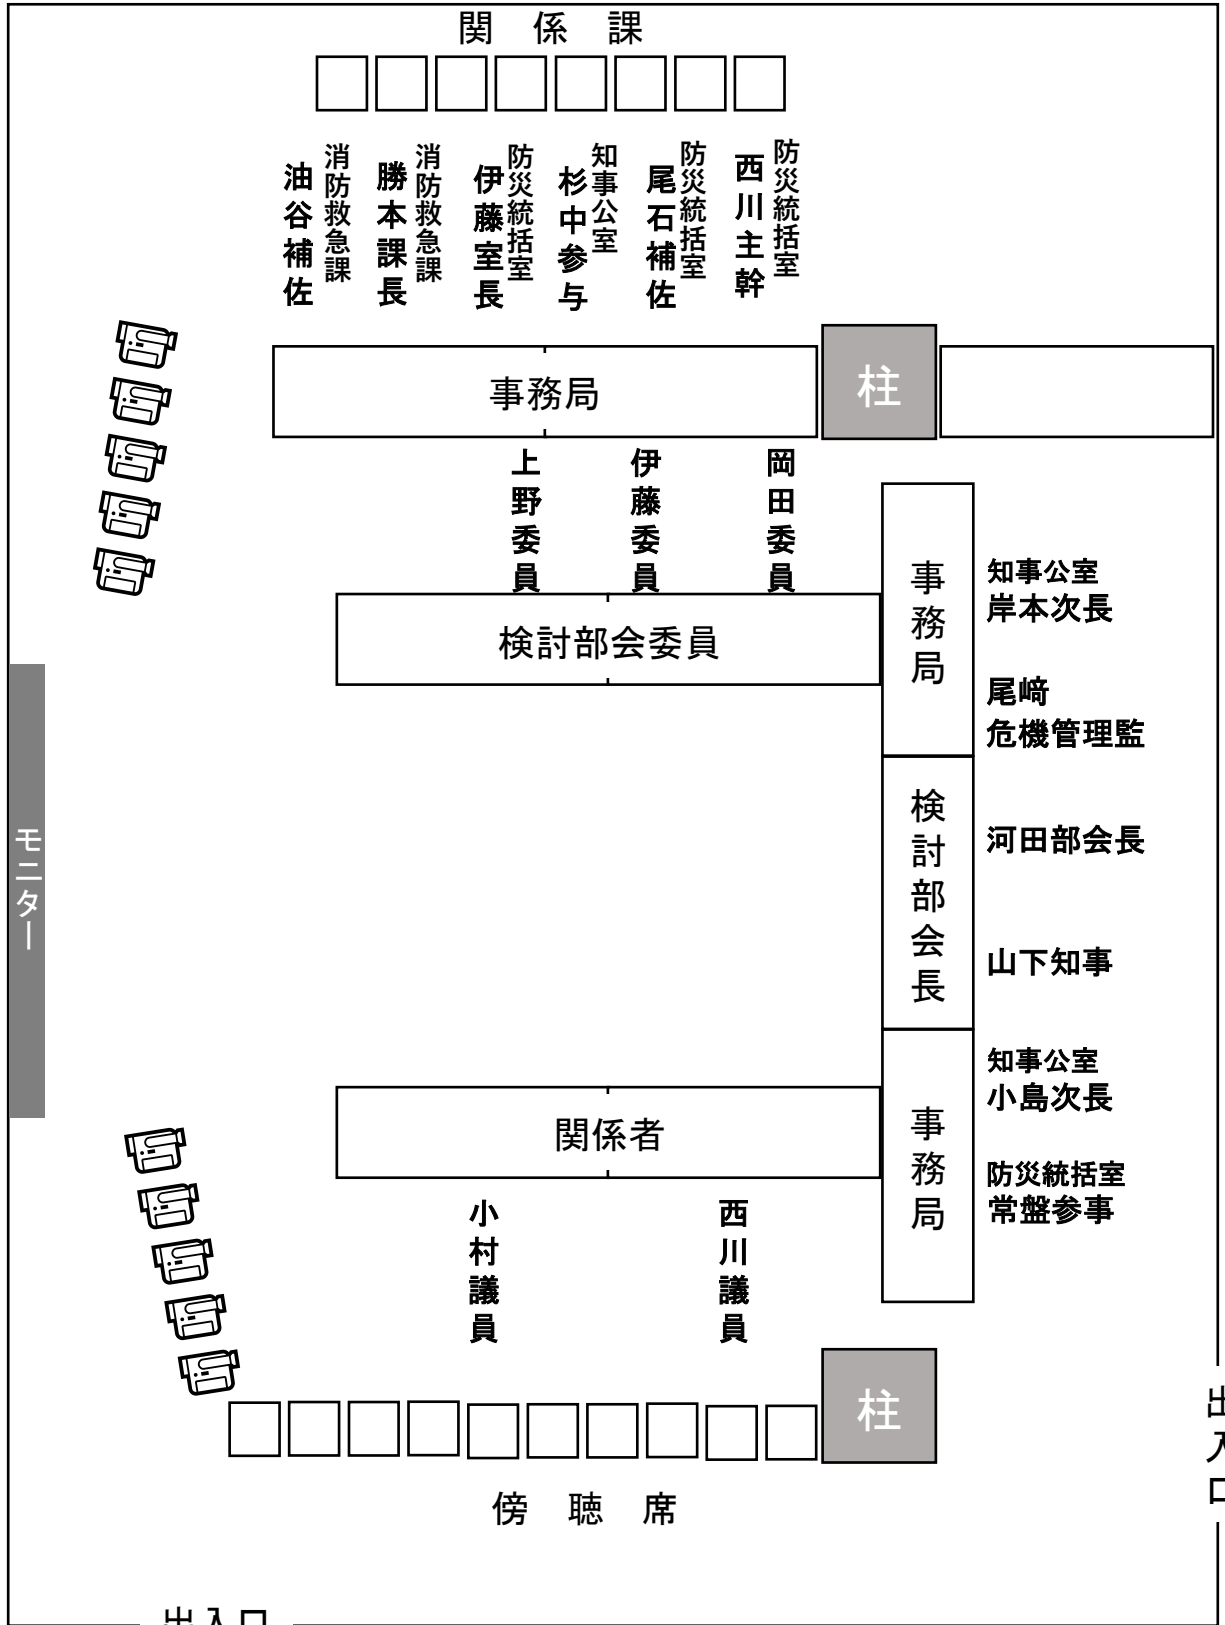 関係課
消防救急課
油谷補佐
消防救急課
勝本課長
防災統括室
伊藤室長
知事公室
杉中参与
防災統括室
尾石補佐
防災統括室
西川主幹
事務局
柱
上野委員
伊藤委員
岡田委員
検討部会委員
事務局
知事公室
岸本次長
尾﨑
危機管理監
モニター
検討部会長
河田部会長
山下知事
関係者
事務局
知事公室
小島次長
防災統括室
常盤参事
小村議員
西川議員
柱
出入口
傍聴席
出入口